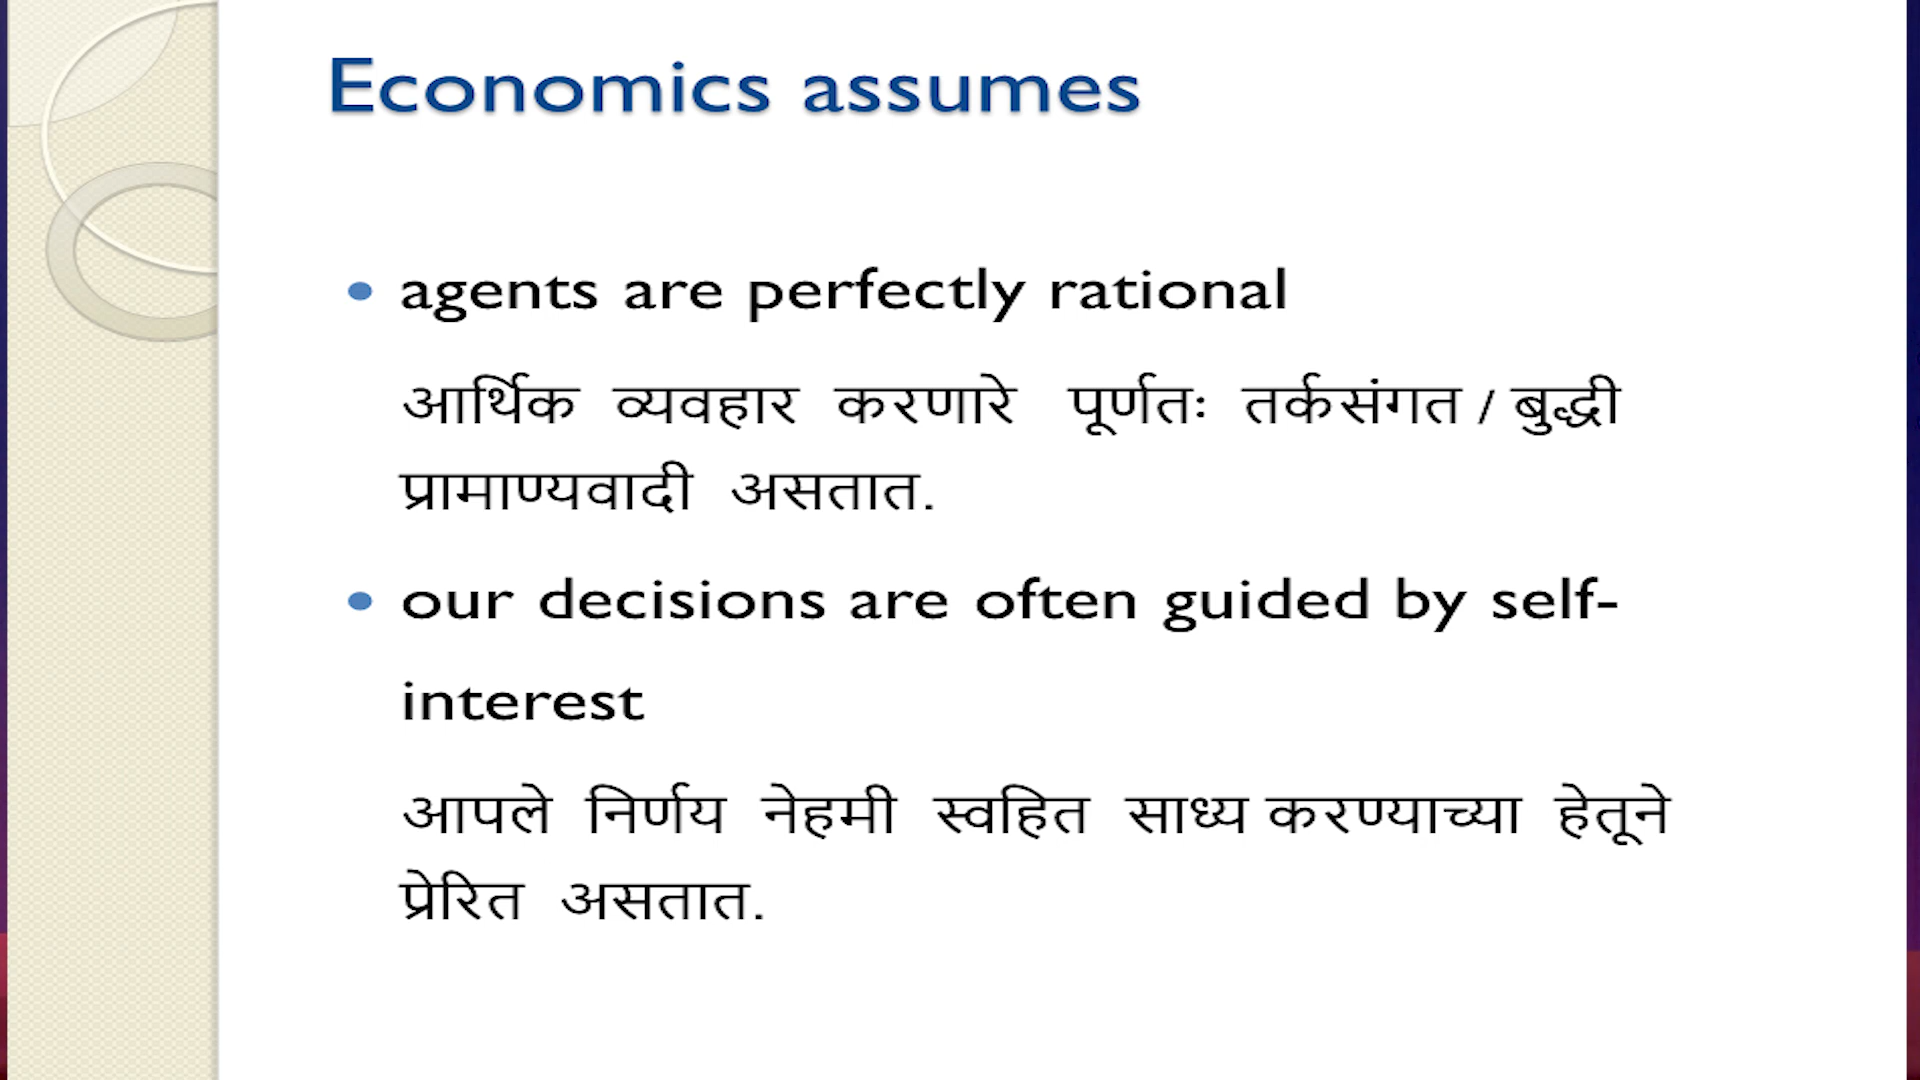 Economics assumes
• agents are perfectly rational
आर्थिक व्यवहार करणारे पूर्णतः तर्कसंगत / बुद्धी
प्रामाण्यवादी असतात.
• our decisions are often guided by self-
interest
आपले निर्णय नेहमी स्वहित साध्य करण्याच्या हेतूने
प्रेरित असतात.